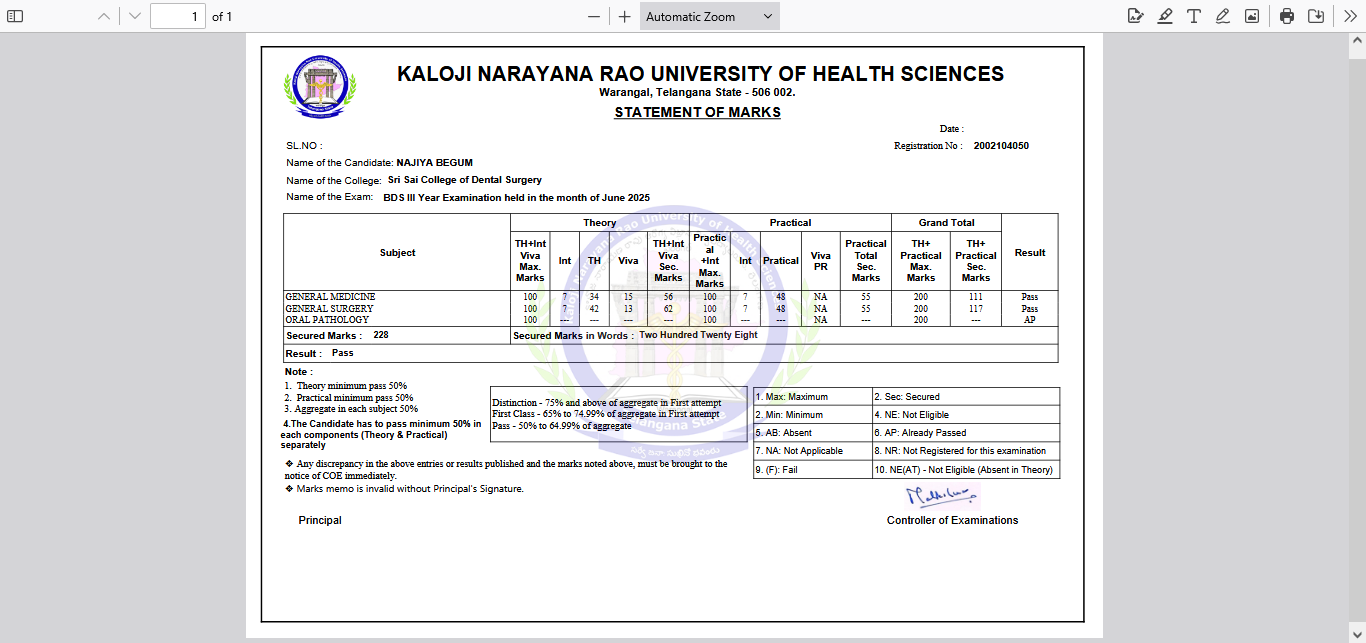 1 of 1
Automatic Zoom
KALOJI NARAYANA RAO UNIVERSITY OF HEALTH SCIENCES
Warangal, Telangana State - 506 002.
STATEMENT OF MARKS
Date :
SL.NO :
Registration No : 2002104050
Name of the Candidate: NAJIYA BEGUM
Name of the College: Sri Sai College of Dental Surgery
Name of the Exam: BDS III Year Examination held in the month of June 2025
Subject Theory Practical Grand Total Result
TH+Int Viva Max. Marks Int TH Viva TH+Int Viva Sec. Marks Practic al +Int Max. Marks Int Pratical Viva PR Practical Total Sec. Marks TH+ Practical Max. Marks TH+ Practical Sec. Marks
GENERAL MEDICINE 100 7 34 15 56 100 7 48 NA 55 200 111 Pass
GENERAL SURGERY 100 7 42 13 62 100 7 48 NA 55 200 117 Pass
ORAL PATHOLOGY 100 --- --- --- --- 100 --- --- NA --- 200 --- AP
Secured Marks : 228 Secured Marks in Words : Two Hundred Twenty Eight
Result : Pass
Note :
1. Theory minimum pass 50%
2. Practical minimum pass 50%
3. Aggregate in each subject 50%
4.The Candidate has to pass minimum 50% in
each components (Theory & Practical)
separately
Distinction - 75% and above of aggregate in First attempt
First Class - 65% to 74.99% of aggregate in First attempt
Pass - 50% to 64.99% of aggregate
1. Max: Maximum 2. Sec: Secured
2. Min: Minimum 4. NE: Not Eligible
5. AB: Absent 6. AP: Already Passed
7. NA: Not Applicable 8. NR: Not Registered for this examination
9. (F): Fail 10. NE(AT) - Not Eligible (Absent in Theory)
❖ Any discrepancy in the above entries or results published and the marks noted above, must be brought to the
notice of COE immediately.
❖ Marks memo is invalid without Principal's Signature.
Principal Controller of Examinations